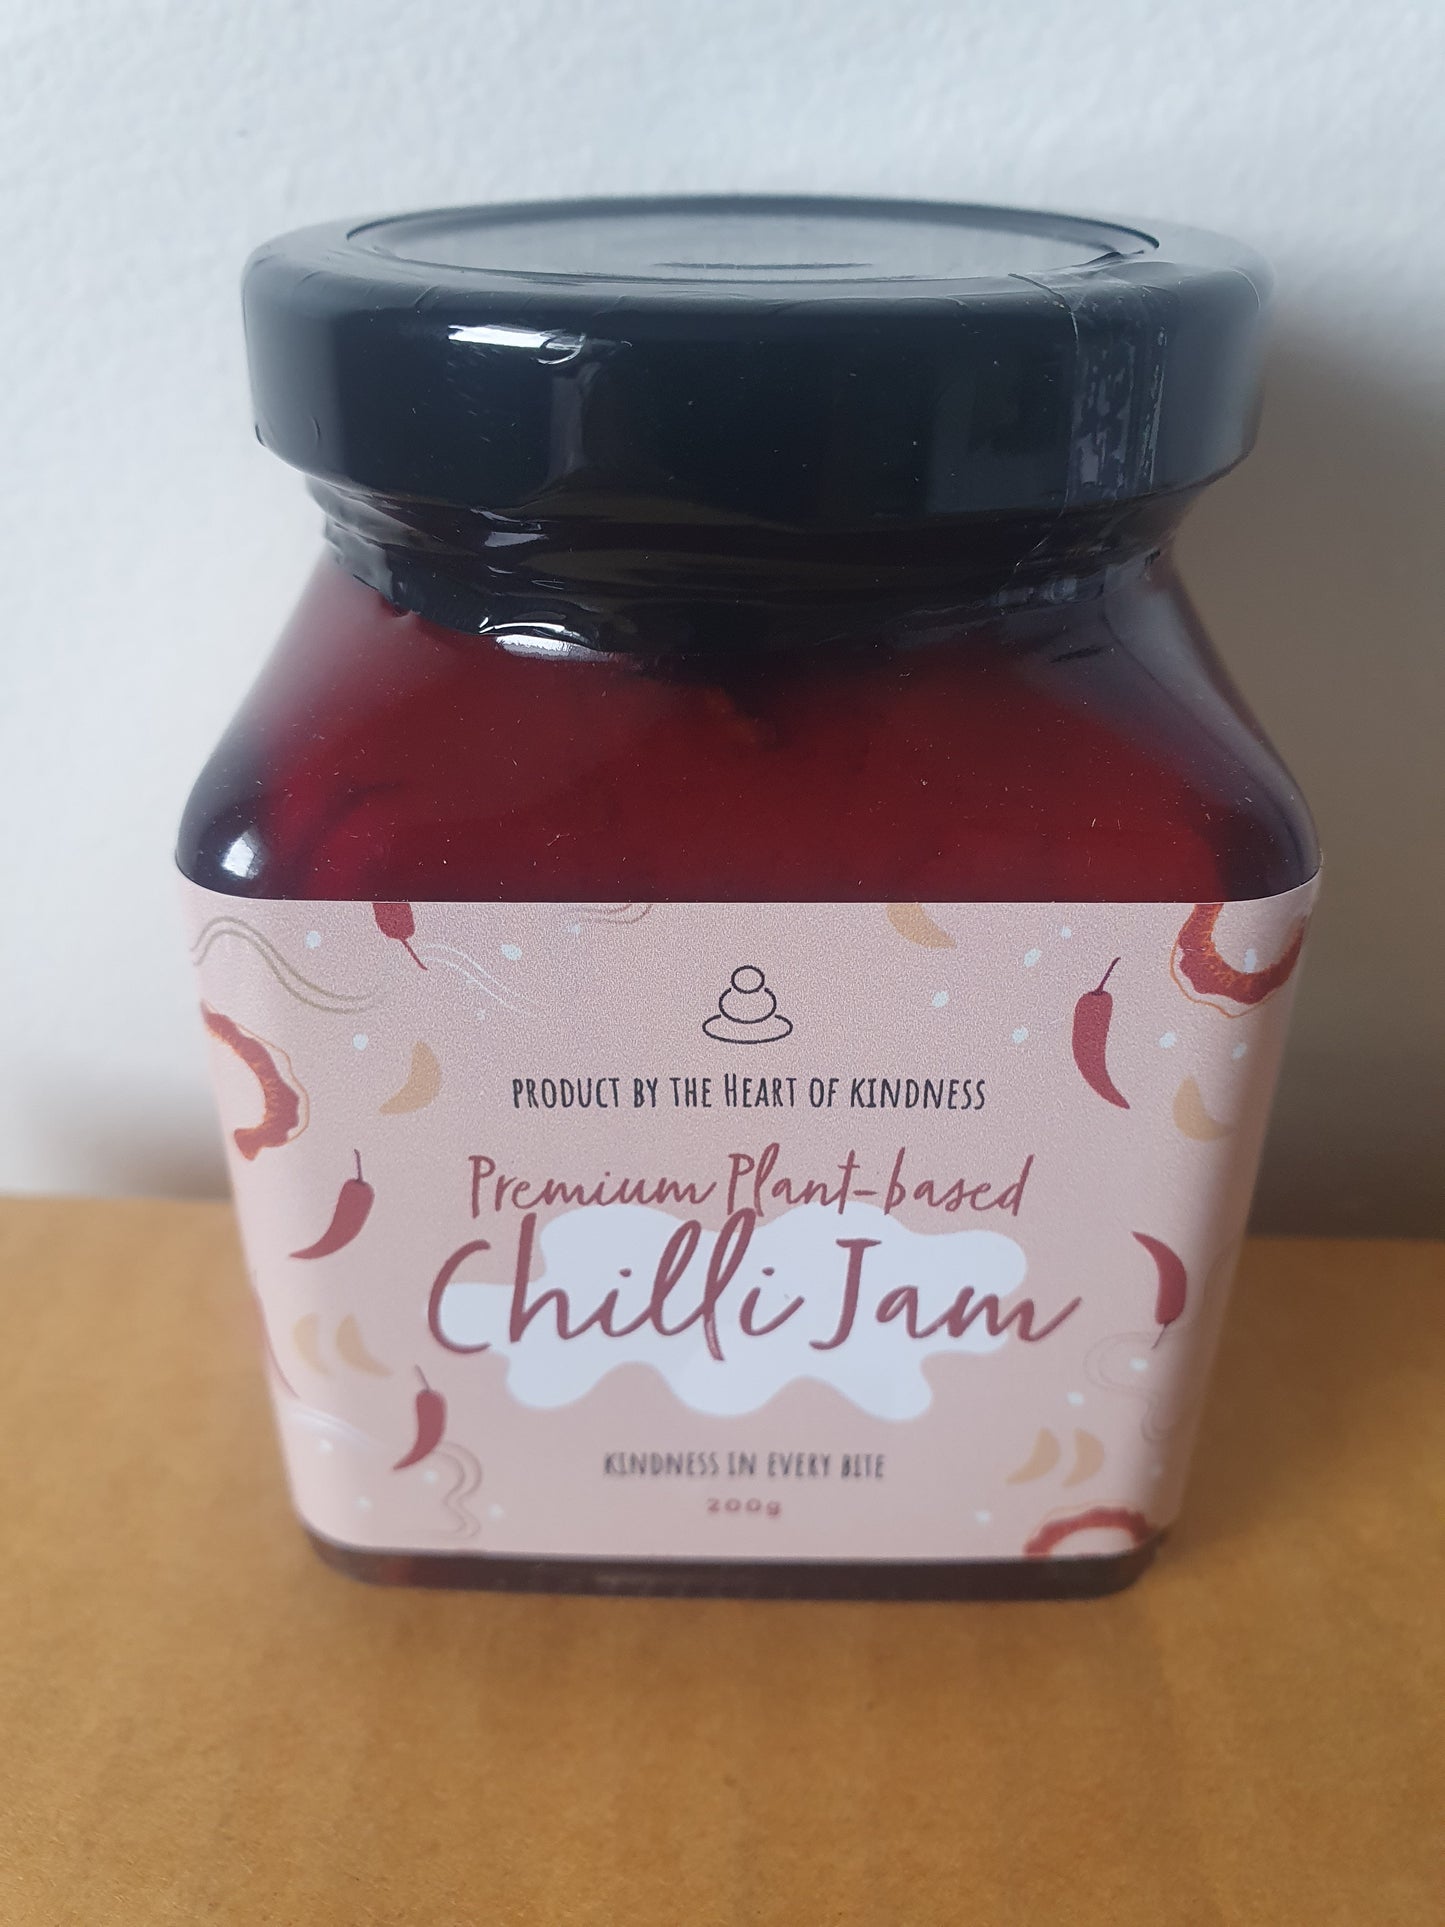 PRODUCT BY THE HEART OF KINDNESS
Premium Plant-based
Chilli Jam
KINDNESS IN EVERY BITE
200g